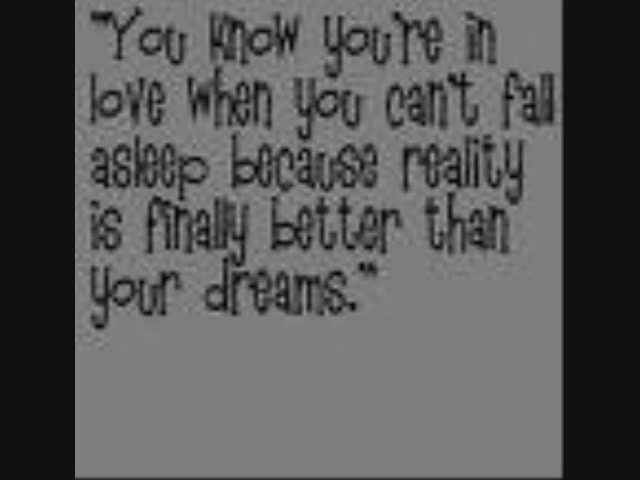 "You know you're in
love when you can't fall
asleep because reality
is finally better than
your dreams."